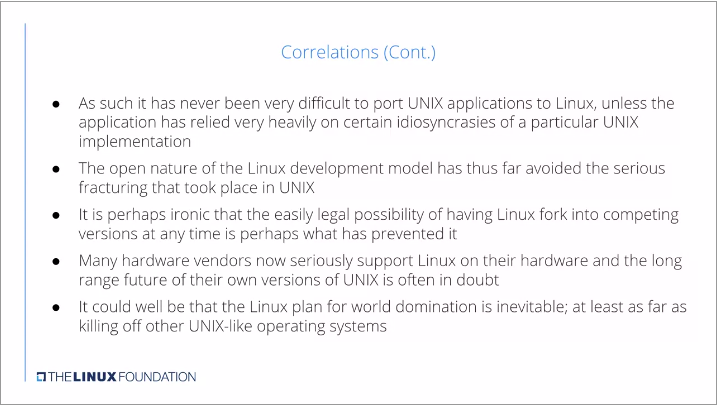 Correlations (Cont.)
● As such it has never been very difficult to port UNIX applications to Linux, unless the
application has relied very heavily on certain idiosyncrasies of a particular UNIX
implementation
● The open nature of the Linux development model has thus far avoided the serious
fracturing that took place in UNIX
● It is perhaps ironic that the easily legal possibility of having Linux fork into competing
versions at any time is perhaps what has prevented it
● Many hardware vendors now seriously support Linux on their hardware and the long
range future of their own versions of UNIX is often in doubt
● It could well be that the Linux plan for world domination is inevitable; at least as far as
killing off other UNIX-like operating systems
THE LINUX FOUNDATION